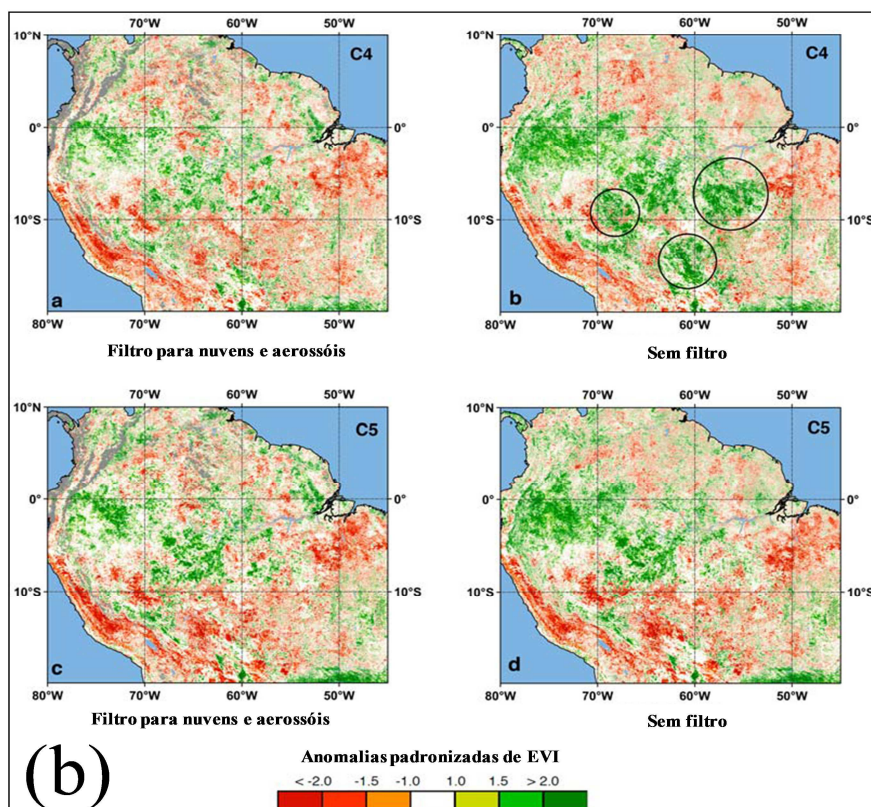 80°W 70°W 60°W 50°W
10°N C4
0°
10°S
a
80°W 70°W 60°W 50°W
Filtro para nuvens e aerossóis
70°W 60°W 50°W
C4
0°
10°S
b
80°W 70°W 60°W 50°W
Sem filtro
70°W 60°W 50°W
10°N C5
0°
10°S
c
80°W 70°W 60°W 50°W
Filtro para nuvens e aerossóis
70°W 60°W 50°W
C5
0°
10°S
d
80°W 70°W 60°W 50°W
Sem filtro
(b)
Anomalias padronizadas de EVI
< -2.0 -1.5 -1.0 1.0 1.5 >2.0